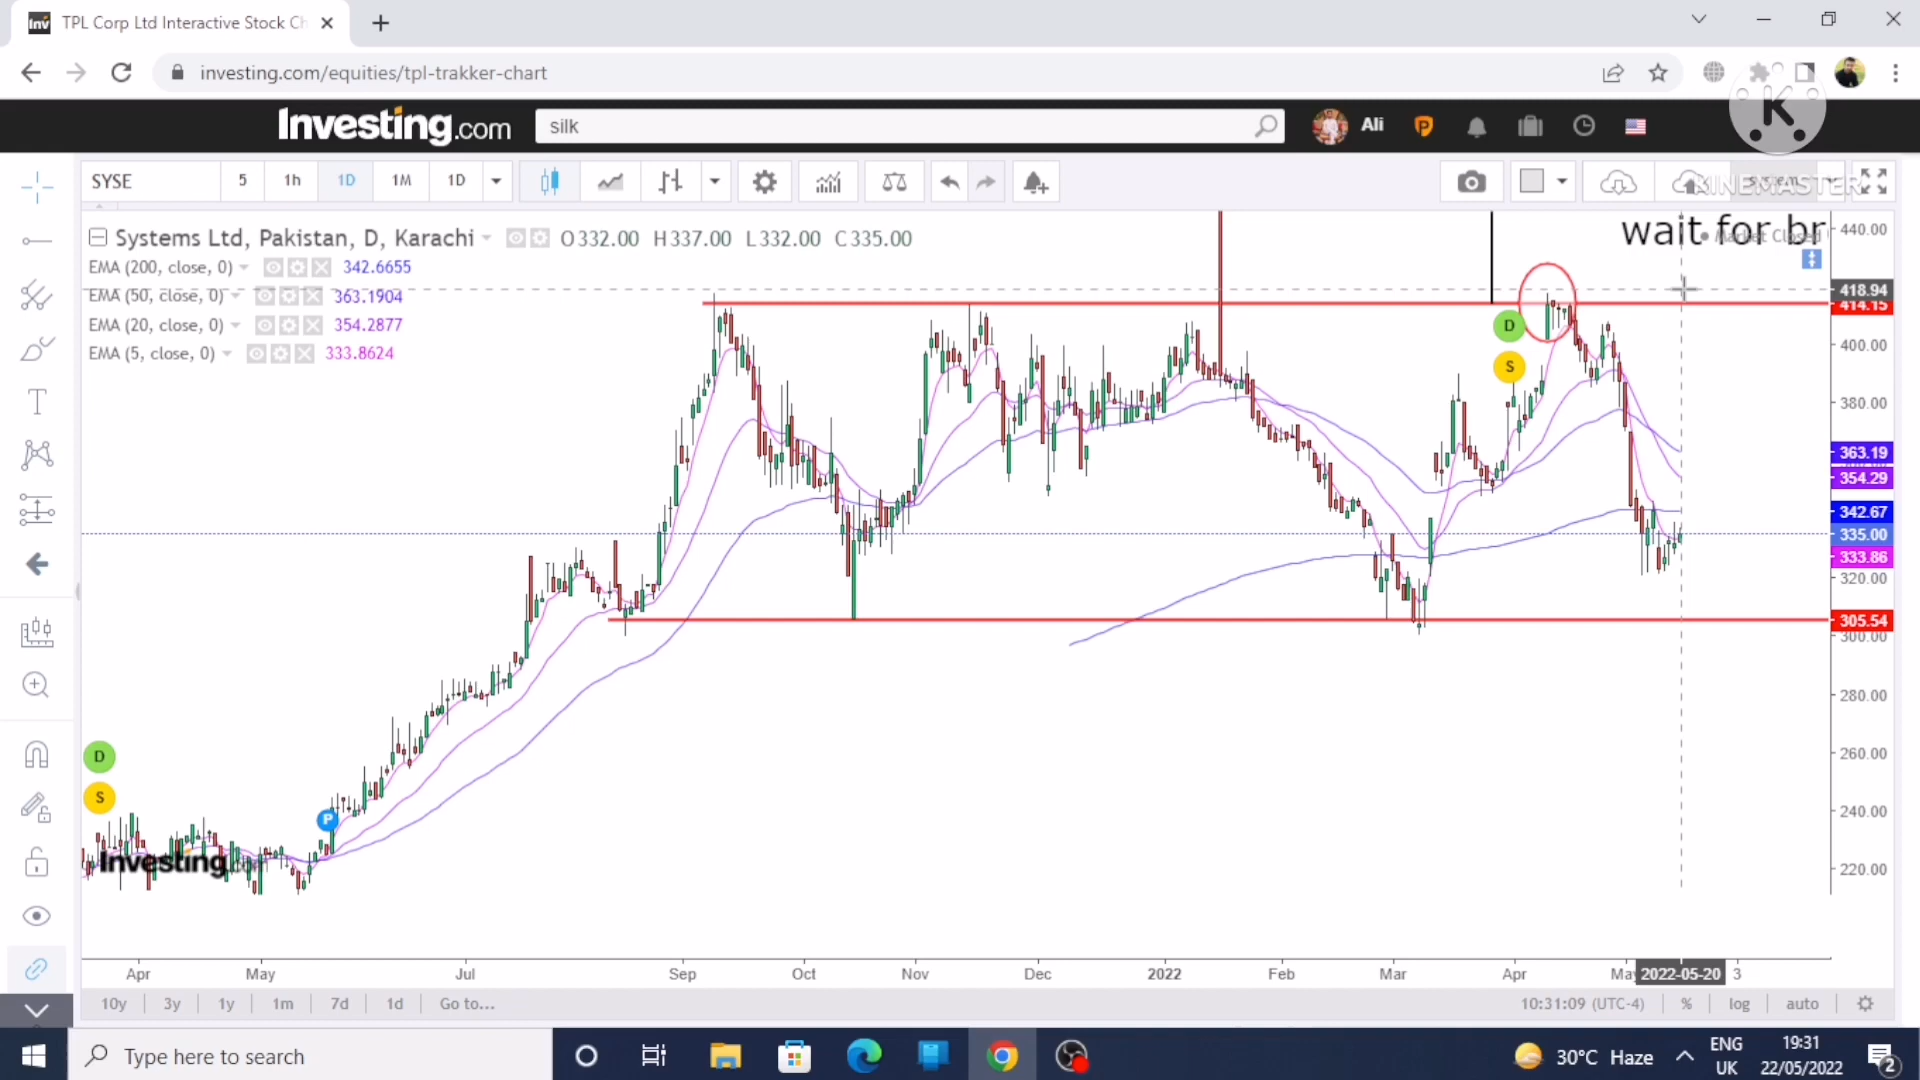 inv TPL Corp Ltd Interactive Stock Ch
investing.com/equities/tpl-trakker-chart
K
Investing.com silk Ali P
SYSE 5 1h 1D 1M 1D
KINEMASTER
wait for br
Market Closed
Systems Ltd, Pakistan, D, Karachi O332.00 H337.00 L332.00 C335.00
EMA (200, close, 0) 342.6655
EMA (50, close, 0) 363.1904
EMA (20, close, 0) 354.2877
EMA (5, close, 0) 333.8624
440.00
418.94
414.15
400.00
380.00
363.19
354.29
342.67
335.00
333.86
320.00
305.54
300.00
280.00
260.00
240.00
220.00
D
S
D
S
P
Investing
Apr May Jul Sep Oct Nov Dec 2022 Feb Mar Apr May 2022-05-20 3
10y 3y 1y 1m 7d 1d Go to... 10:31:09 (UTC-4) % log auto
Type here to search 30°C Haze ENG 19:31
UK 22/05/2022 2